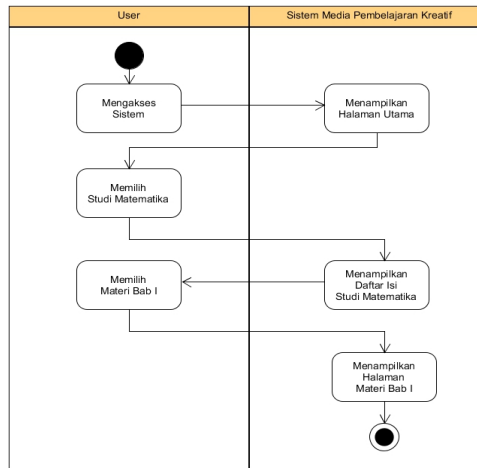 User
Sistem Media Pembelajaran Kreatif
Mengakses
Sistem
Menampilkan
Halaman Utama
Memilih
Studi Matematika
Menampilkan
Daftar Isi
Studi Matematika
Memilih
Materi Bab I
Menampilkan
Halaman
Materi Bab I